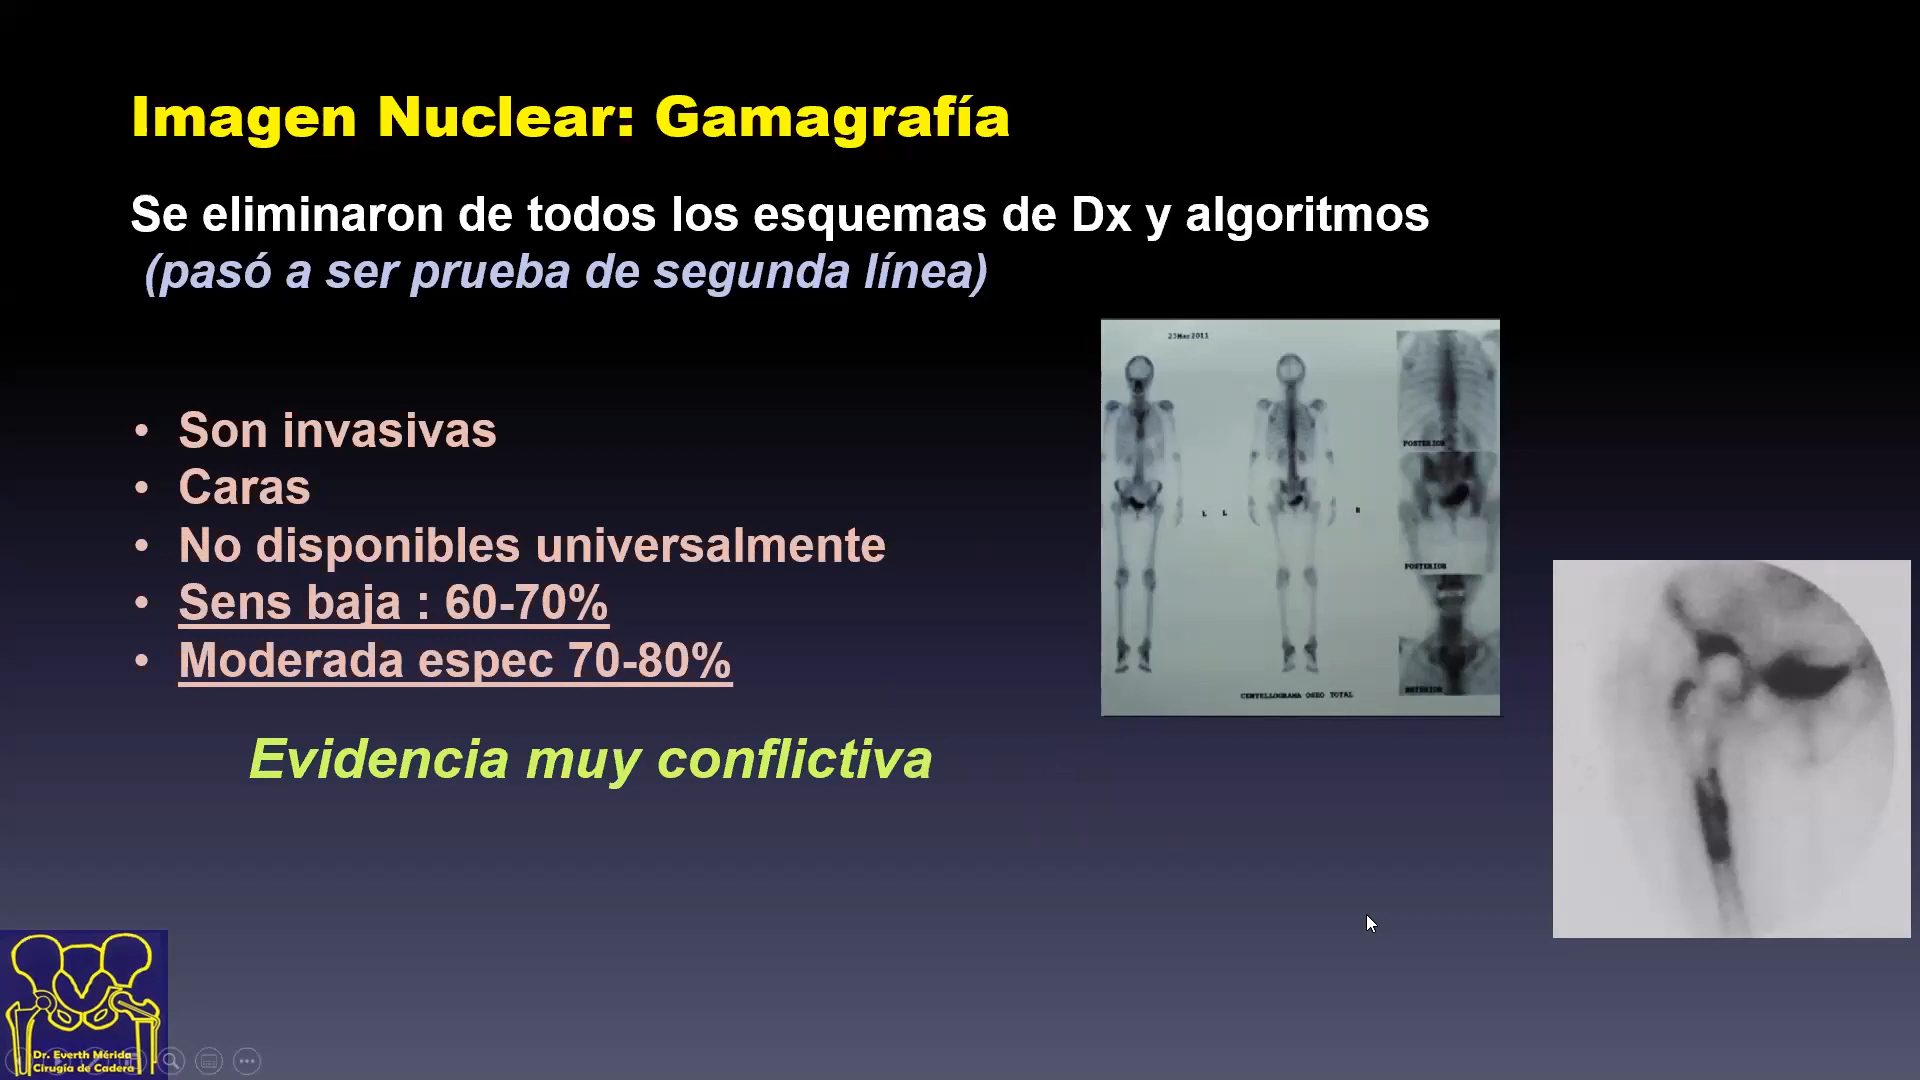 Imagen Nuclear: Gamagrafía
Se eliminaron de todos los esquemas de Dx y algoritmos
(pasó a ser prueba de segunda línea)
• Son invasivas
• Caras
• No disponibles universalmente
• Sens baja : 60-70%
• Moderada espec 70-80%
Evidencia muy conflictiva
23Mar2011
POSTERIOR
L L R
POSTERIOR
ANTERIOR
CENTELLOGRAMA OSEO TOTAL
Dr. Everth Mérida
Cirugía de Cadera